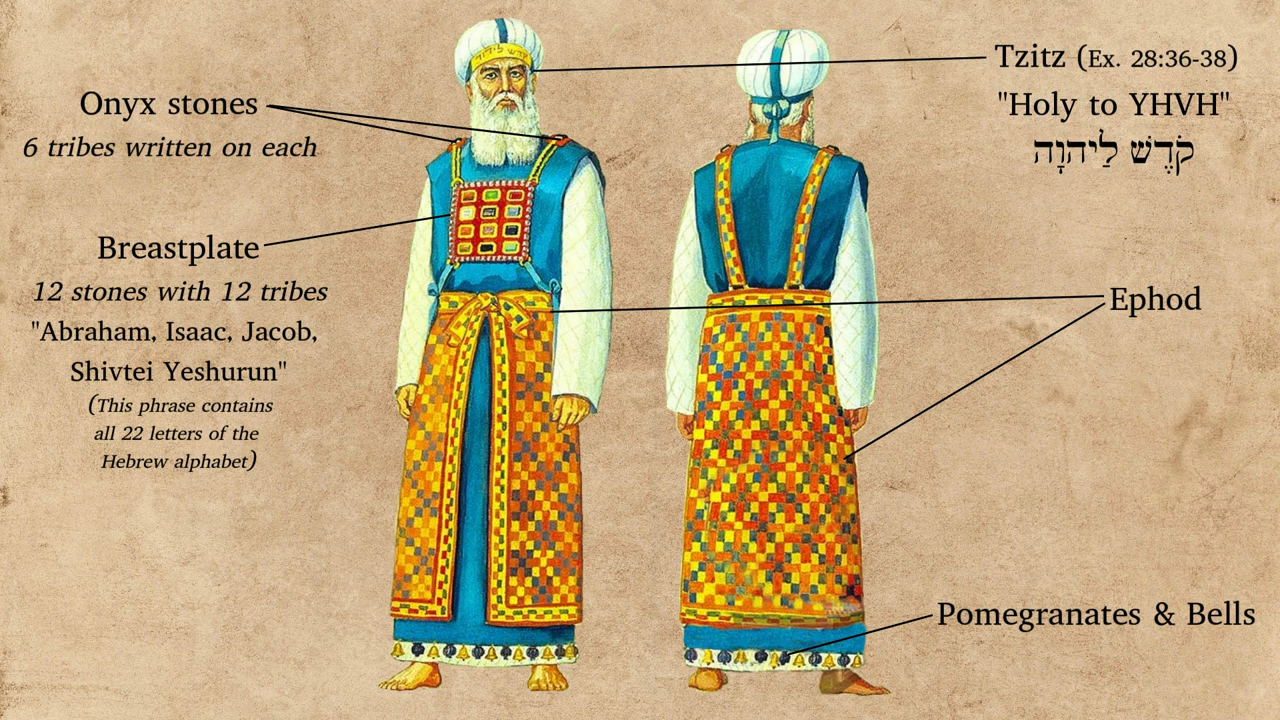 Onyx stones
6 tribes written on each
Breastplate
12 stones with 12 tribes
"Abraham, Isaac, Jacob,
Shivtei Yeshurun"
(This phrase contains
all 22 letters of the
Hebrew alphabet)
קדש ליהוה
Tzitz (Ex. 28:36-38)
"Holy to YHVH"
קֹדֶשׁ לַיהוָה
Ephod
Pomegranates & Bells